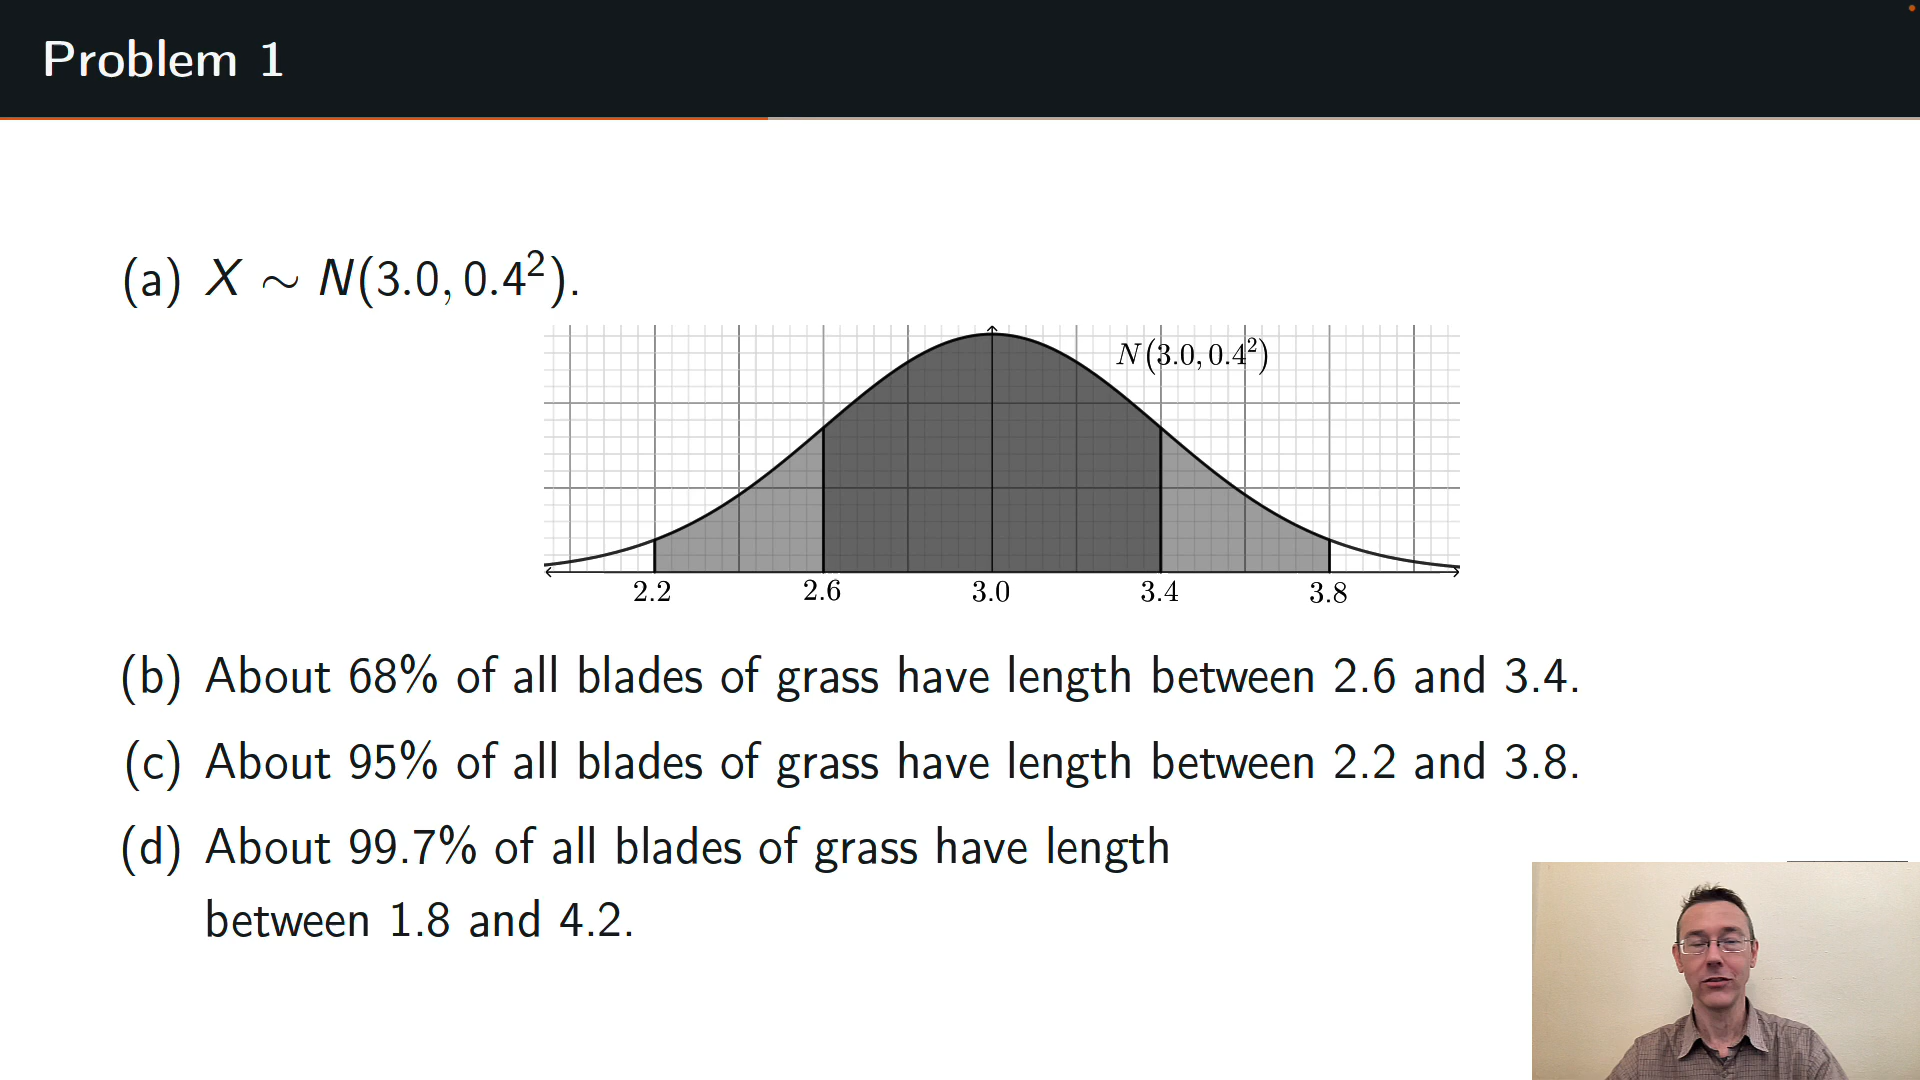 Problem 1
(a) X ∼ N(3.0, 0.4²).
N(3.0, 0.4²)
2.2 2.6 3.0 3.4 3.8
(b) About 68% of all blades of grass have length between 2.6 and 3.4.
(c) About 95% of all blades of grass have length between 2.2 and 3.8.
(d) About 99.7% of all blades of grass have length
between 1.8 and 4.2.